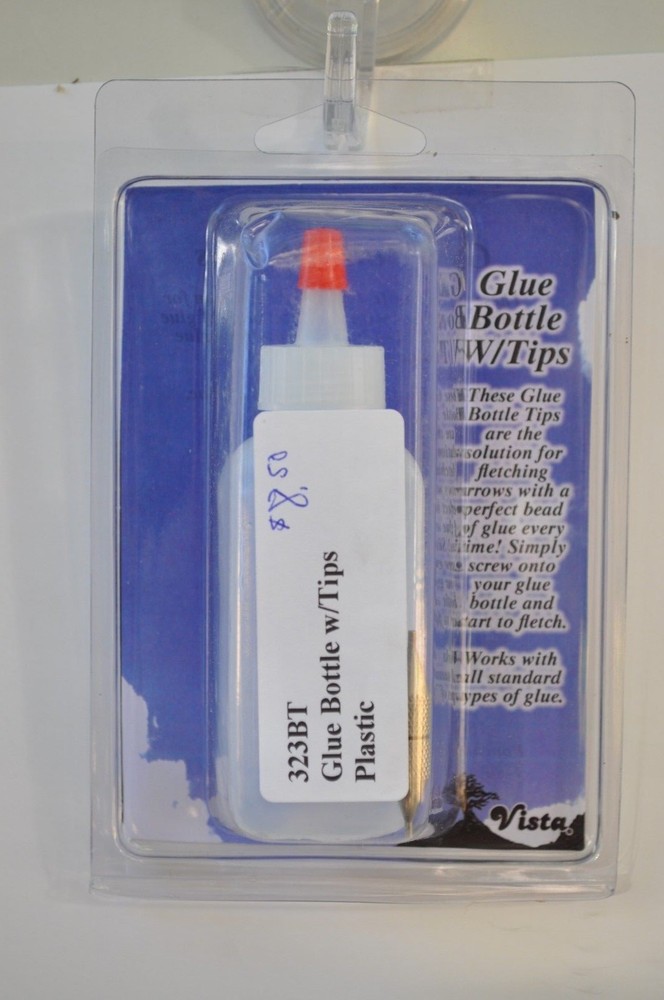 Glue
Bottle
W/Tips
These Glue
Bottle Tips
are the
solution for
fletching
arrows with a
perfect bead
of glue every
time! Simply
screw onto
your glue
bottle and
start to fletch.
Works with
all standard
types of glue.
Vista
$8.50
323BT
Glue Bottle w/Tips
Plastic